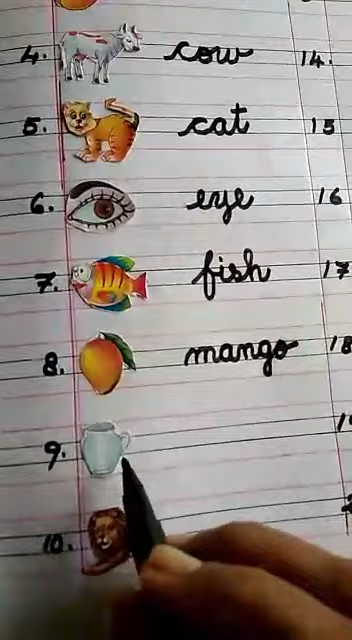 4. cow 14.
5. cat 15
6. eye 16
7. fish 17
8. mango 18
9.
10.